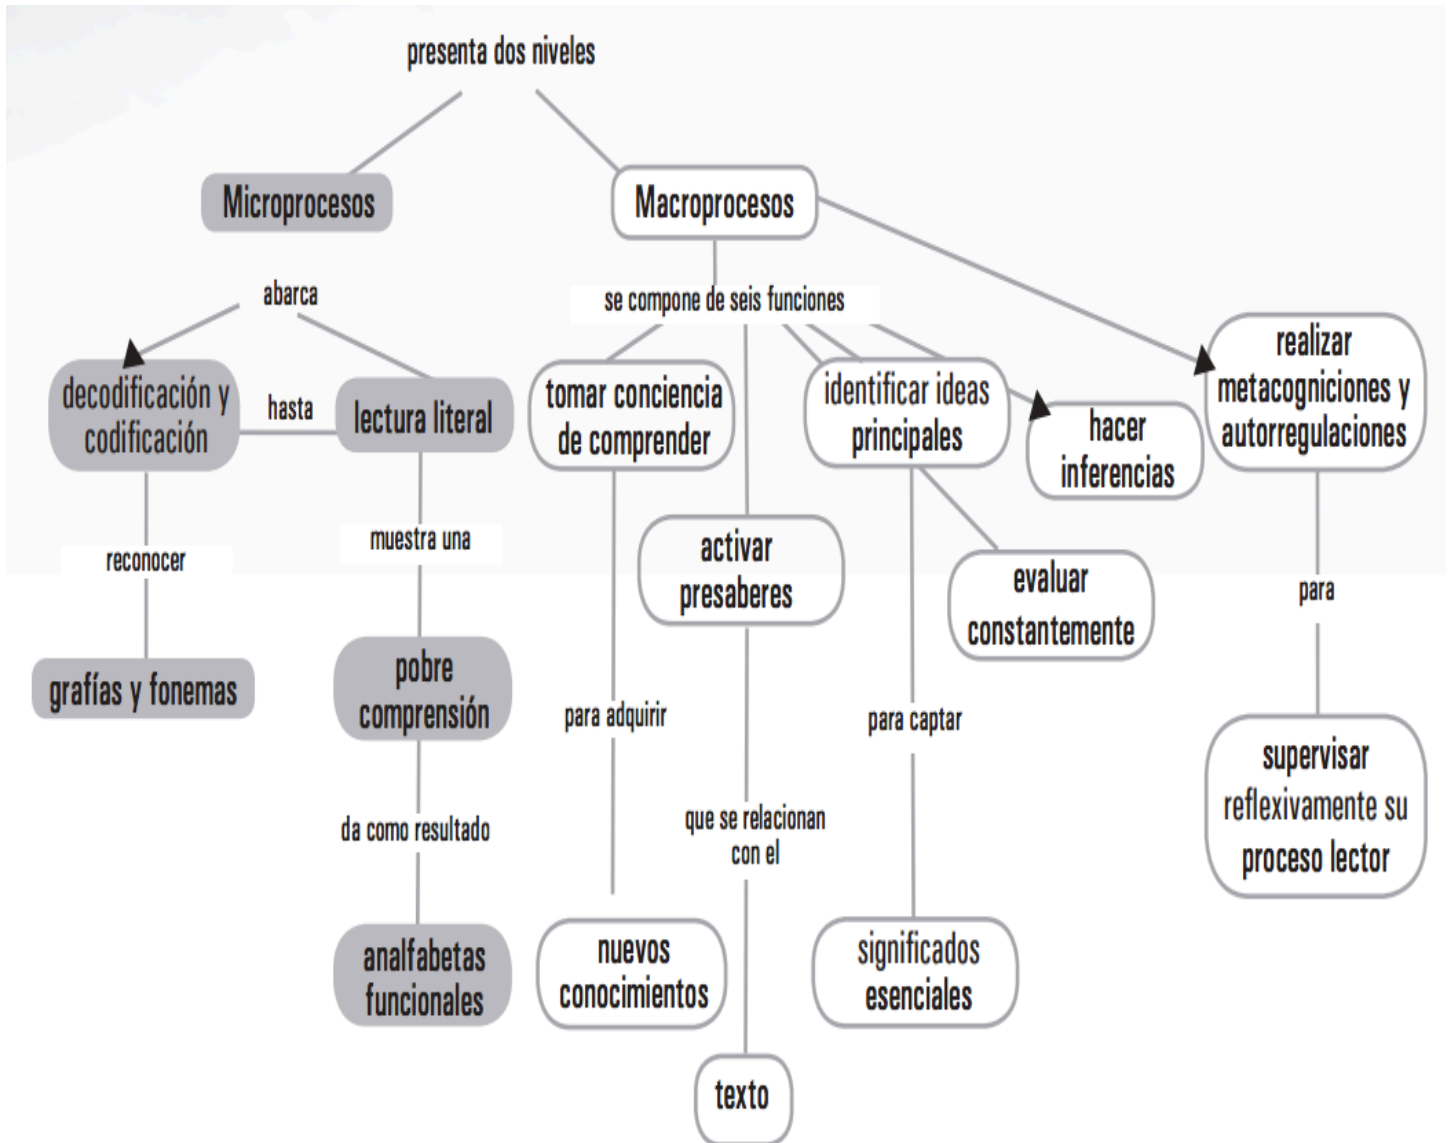 presenta dos niveles
Microprocesos
Macroprocesos
abarca
se compone de seis funciones
decodificación y
codificación
hasta
lectura literal
tomar conciencia
de comprender
identificar ideas
principales
hacer
inferencias
realizar
metacogniciones y
autorregulaciones
reconocer
muestra una
activar
presaberes
evaluar
constantemente
para
grafías y fonemas
pobre
comprensión
para adquirir
para captar
supervisar
reflexivamente su
proceso lector
da como resultado
que se relacionan
con el
analfabetas
funcionales
nuevos
conocimientos
significados
esenciales
texto